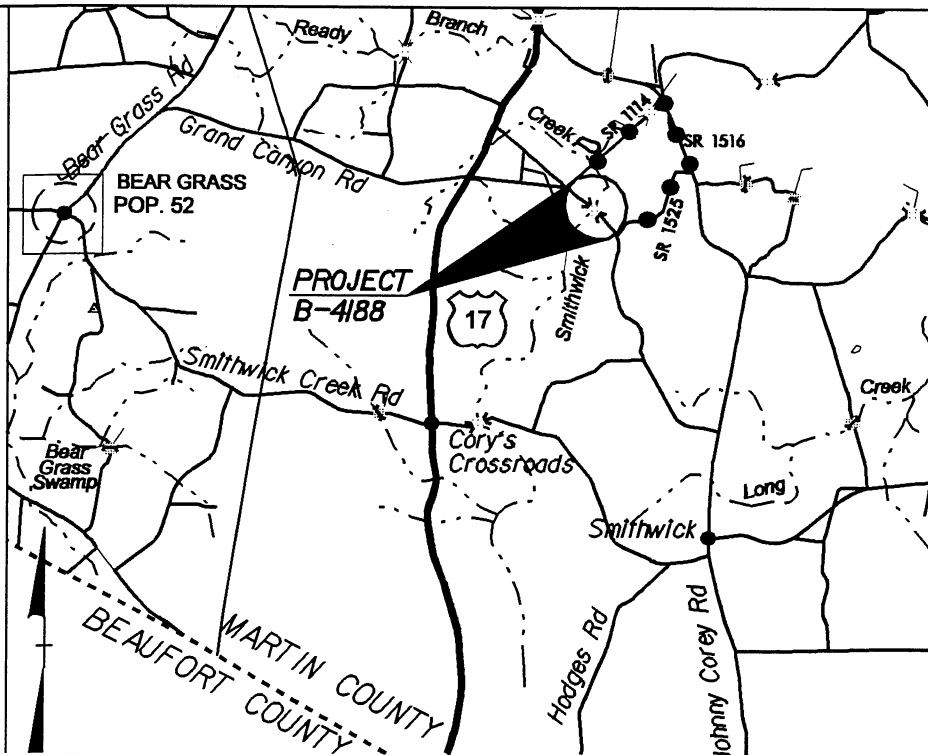 Ready
Branch
Bear Grass Rd
Grand Canyon Rd
Creek
SR 1114
SR 1516
BEAR GRASS
POP. 52
SR 1525
PROJECT
B-4188
17
Smithwick
Smithwick Creek Rd
Creek
Cory's
Crossroads
Bear
Grass
Swamp
Long
Smithwick
MARTIN COUNTY
BEAUFORT COUNTY
Hodges Rd
Johnny Corey Rd